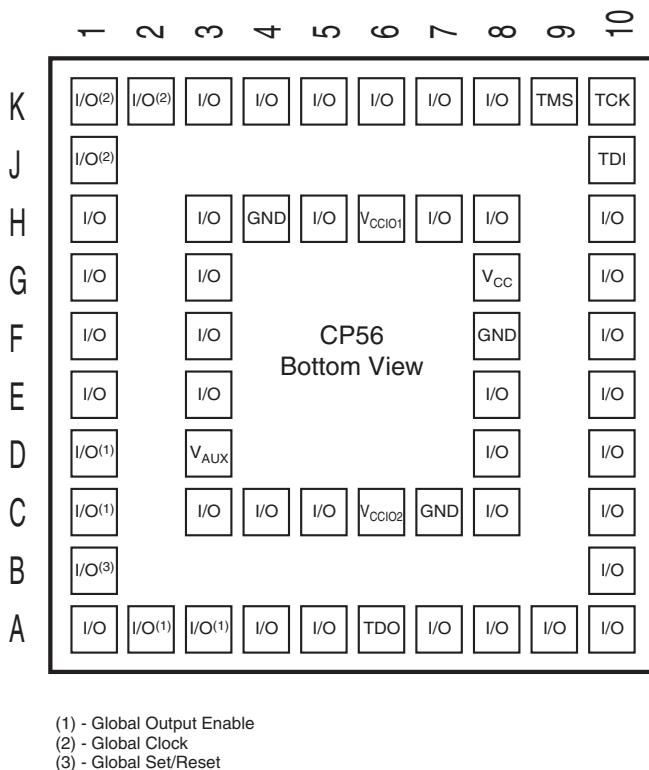 1 2 3 4 5 6 7 8 9 10
K I/O(2) I/O(2) I/O I/O I/O I/O I/O I/O TMS TCK
J I/O(2) TDI
H I/O I/O GND I/O VCCIO1 I/O I/O I/O
G I/O I/O VCC I/O
F I/O I/O CP56 GND I/O
Bottom View
E I/O I/O I/O I/O
D I/O(1) VAUX I/O I/O
C I/O(1) I/O I/O I/O VCCIO2 GND I/O I/O
B I/O(3) I/O
A I/O I/O(1) I/O(1) I/O I/O TDO I/O I/O I/O I/O
(1) - Global Output Enable
(2) - Global Clock
(3) - Global Set/Reset